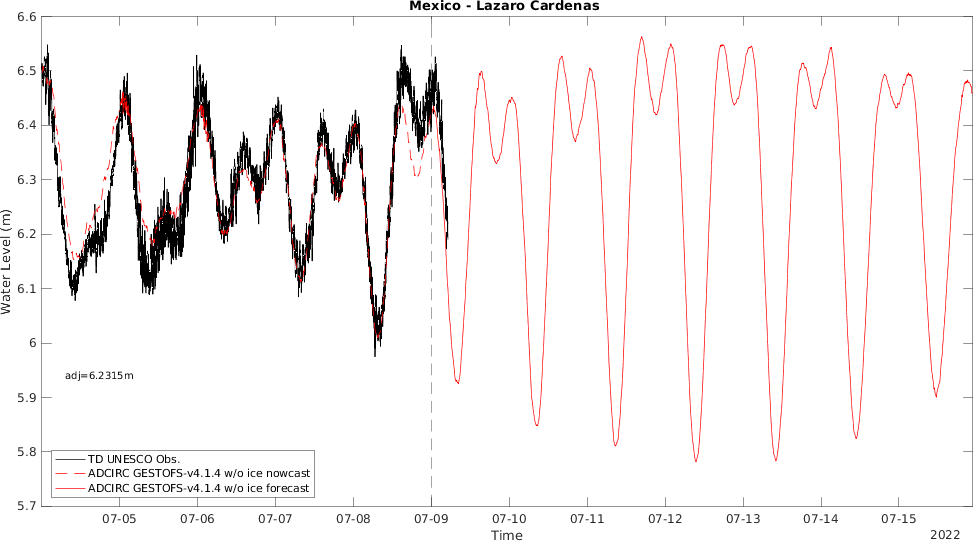 Mexico - Lazaro Cardenas
6.6
6.5
6.4
6.3
6.2
6.1
6
5.9
5.8
5.7
Water Level (m)
adj=6.2315m
TD UNESCO Obs.
ADCIRC GESTOFS-v4.1.4 w/o ice nowcast
ADCIRC GESTOFS-v4.1.4 w/o ice forecast
07-05 07-06 07-07 07-08 07-09 07-10 07-11 07-12 07-13 07-14 07-15
Time
2022